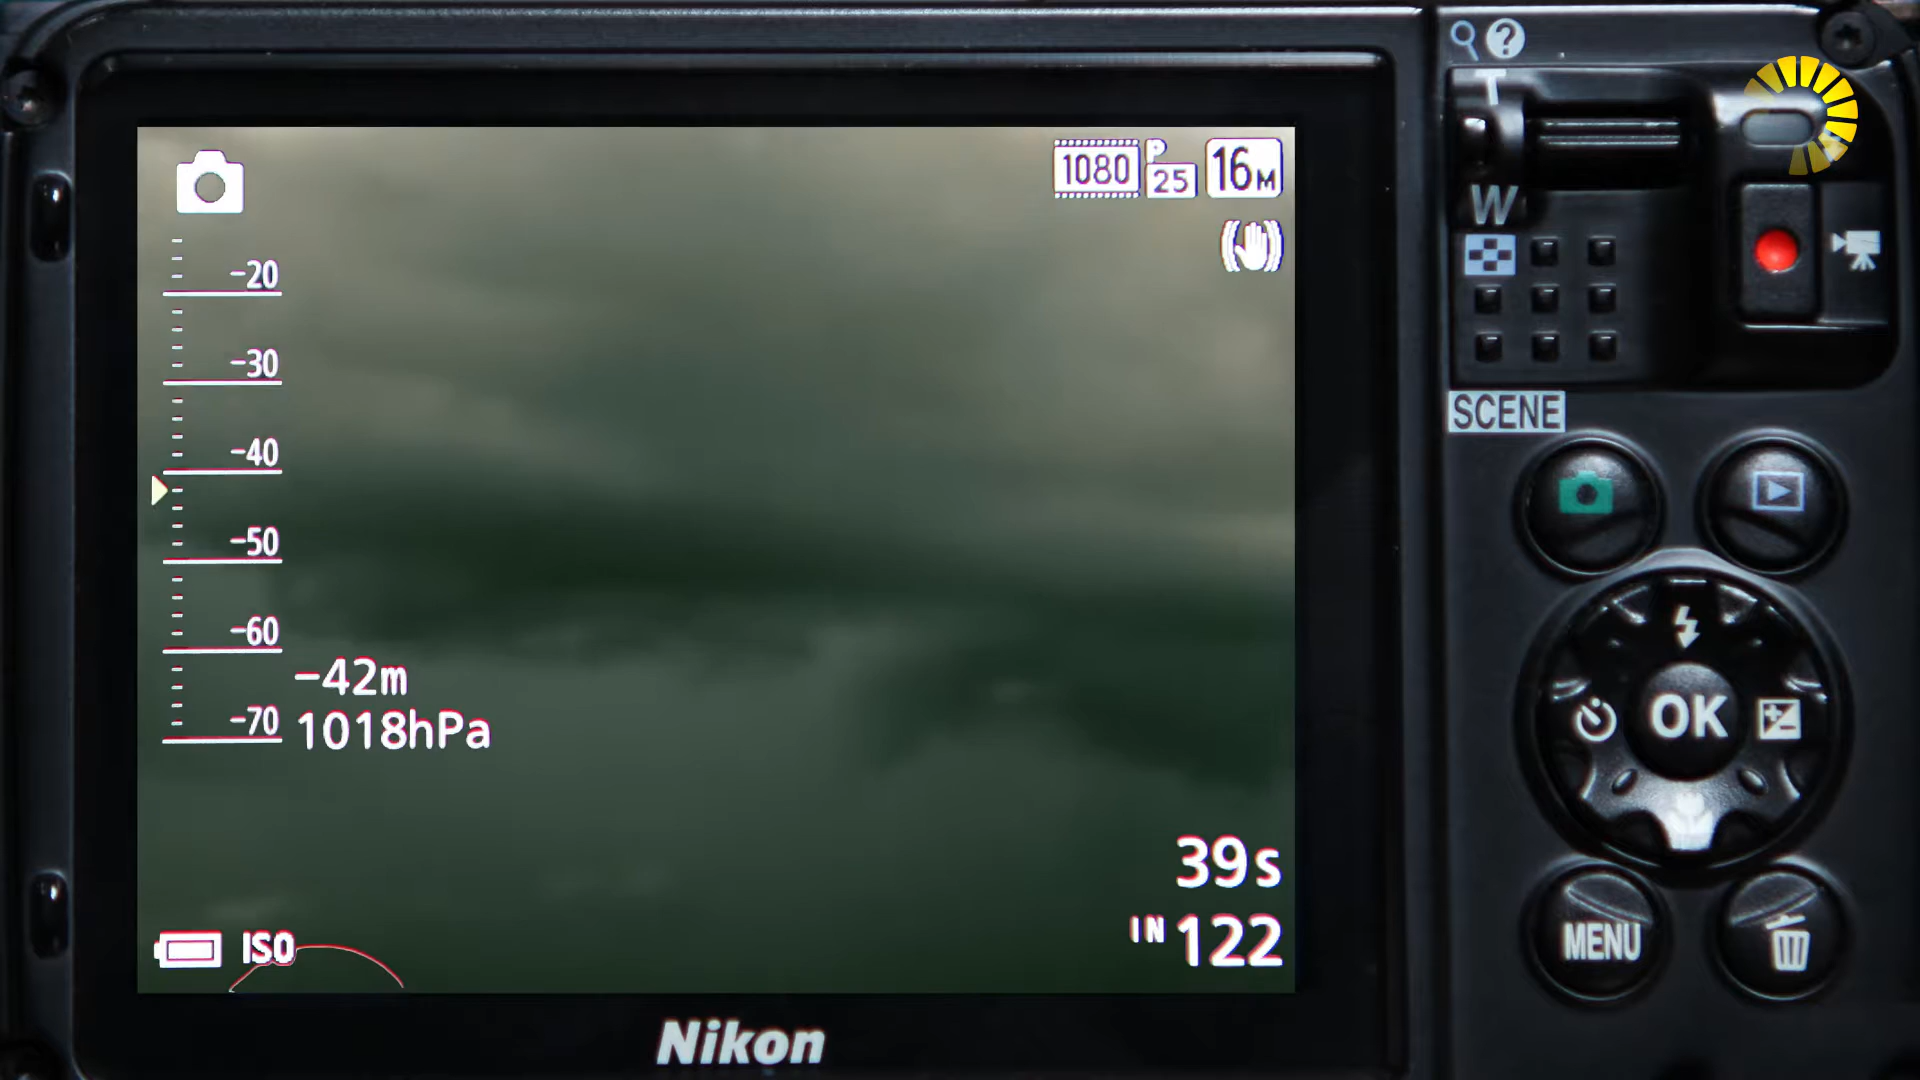 1080 P 25 16M
-20
-30
-40
-50
-60
-70
-42m
1018hPa
39s
IN 122
ISO
Nikon
?
T
W
SCENE
OK
MENU